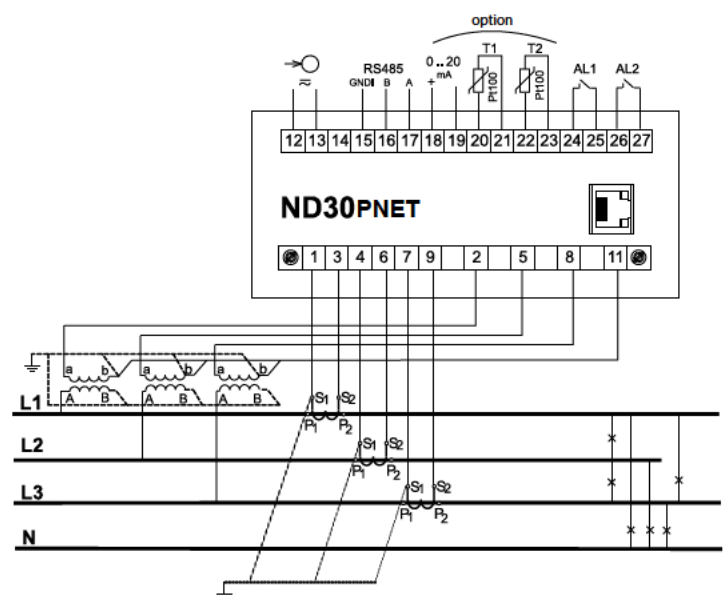 option
0..20 mA
T1
T2
RS485
AL1
AL2
GNDI B A + Pt100 Pt100
12 13 14 15 16 17 18 19 20 21 22 23 24 25 26 27
ND30PNET
1 3 4 6 7 9 2 5 8 11
a b a b a b
A B A B A B
L1
S1 S2
P1 P2
L2
S1 S2
P1 P2
L3
S1 S2
P1 P2
N